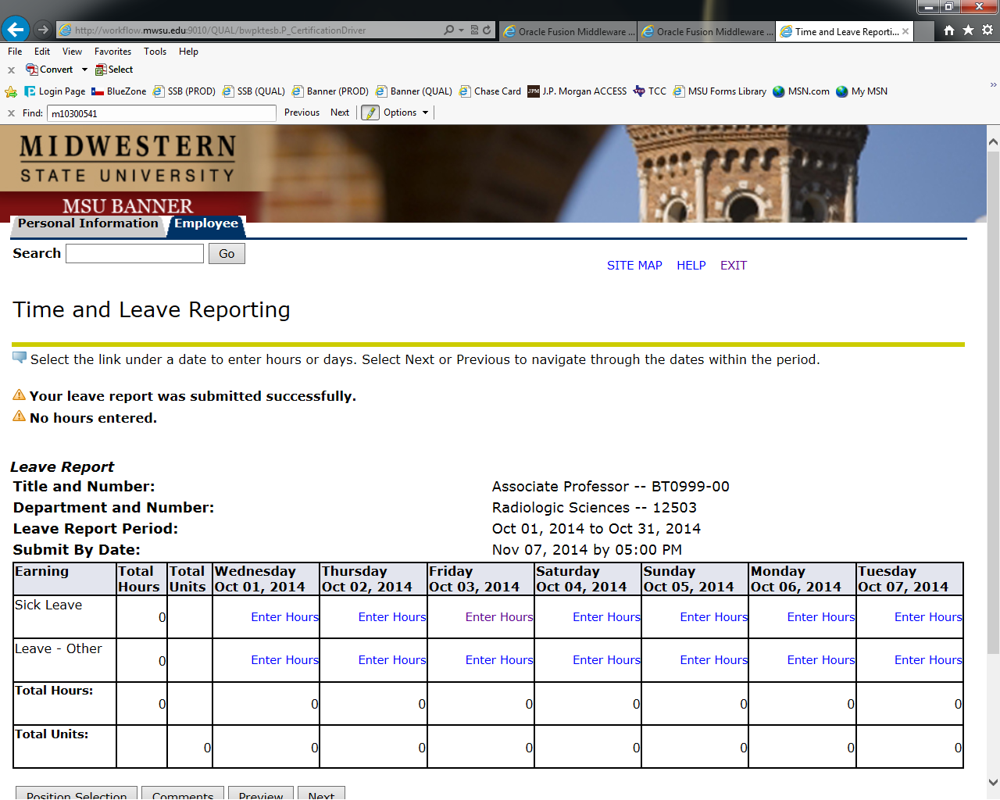 http://workflow.mwsu.edu:9010/QUAL/bwpktesb.P_CertificationDriver
Oracle Fusion Middleware ...
Oracle Fusion Middleware ...
Time and Leave Reporti...
File Edit View Favorites Tools Help
x Convert Select
Login Page BlueZone SSB (PROD) SSB (QUAL) Banner (PROD) Banner (QUAL) Chase Card JPM J.P. Morgan ACCESS TCC MSU Forms Library MSN.com My MSN
x Find: m10300541 Previous Next Options
MIDWESTERN
STATE UNIVERSITY
MSU BANNER
Personal Information Employee
Search Go
SITE MAP HELP EXIT
Time and Leave Reporting
Select the link under a date to enter hours or days. Select Next or Previous to navigate through the dates within the period.
Your leave report was submitted successfully.
No hours entered.
Leave Report
Title and Number: Associate Professor -- BT0999-00
Department and Number: Radiologic Sciences -- 12503
Leave Report Period: Oct 01, 2014 to Oct 31, 2014
Submit By Date: Nov 07, 2014 by 05:00 PM
Earning Total Total Wednesday Thursday Friday Saturday Sunday Monday Tuesday
Hours Units Oct 01, 2014 Oct 02, 2014 Oct 03, 2014 Oct 04, 2014 Oct 05, 2014 Oct 06, 2014 Oct 07, 2014
Sick Leave 0 Enter Hours Enter Hours Enter Hours Enter Hours Enter Hours Enter Hours Enter Hours
Leave - Other 0 Enter Hours Enter Hours Enter Hours Enter Hours Enter Hours Enter Hours Enter Hours
Total Hours: 0 0 0 0 0 0 0 0
Total Units: 0 0 0 0 0 0 0 0
Position Selection Comments Preview Next